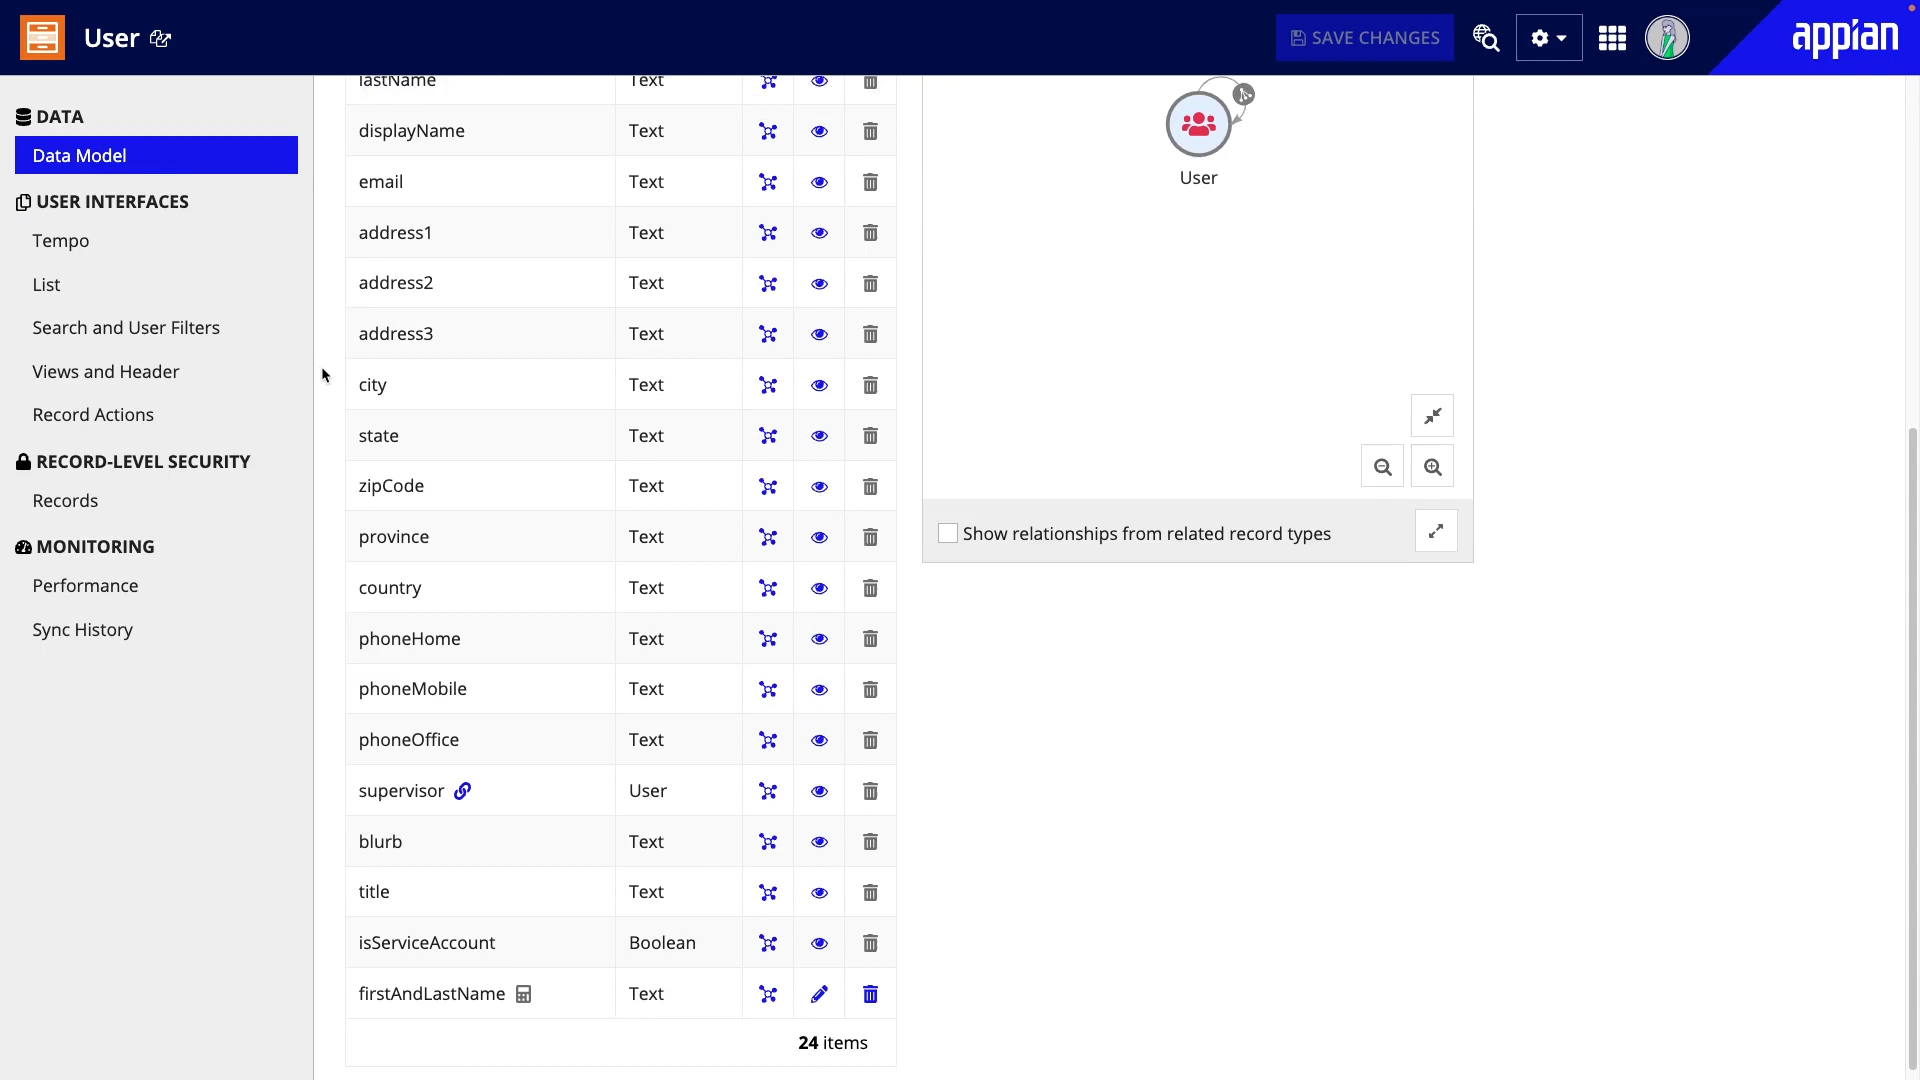 User
SAVE CHANGES
appian
DATA
Data Model
USER INTERFACES
Tempo
List
Search and User Filters
Views and Header
Record Actions
RECORD-LEVEL SECURITY
Records
MONITORING
Performance
Sync History
lastName Text
displayName Text
email Text
address1 Text
address2 Text
address3 Text
city Text
state Text
zipCode Text
province Text
country Text
phoneHome Text
phoneMobile Text
phoneOffice Text
supervisor User
blurb Text
title Text
isServiceAccount Boolean
firstAndLastName Text
24 items
User
Show relationships from related record types